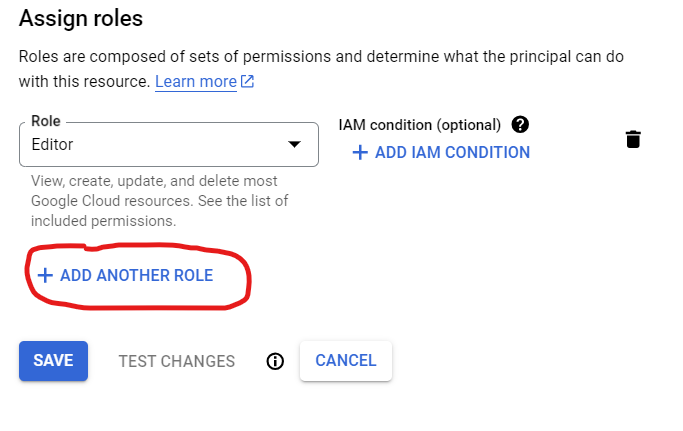 Assign roles
Roles are composed of sets of permissions and determine what the principal can do
with this resource. Learn more
Role
Editor
IAM condition (optional)
ADD IAM CONDITION
View, create, update, and delete most
Google Cloud resources. See the list of
included permissions.
ADD ANOTHER ROLE
SAVE
TEST CHANGES
CANCEL